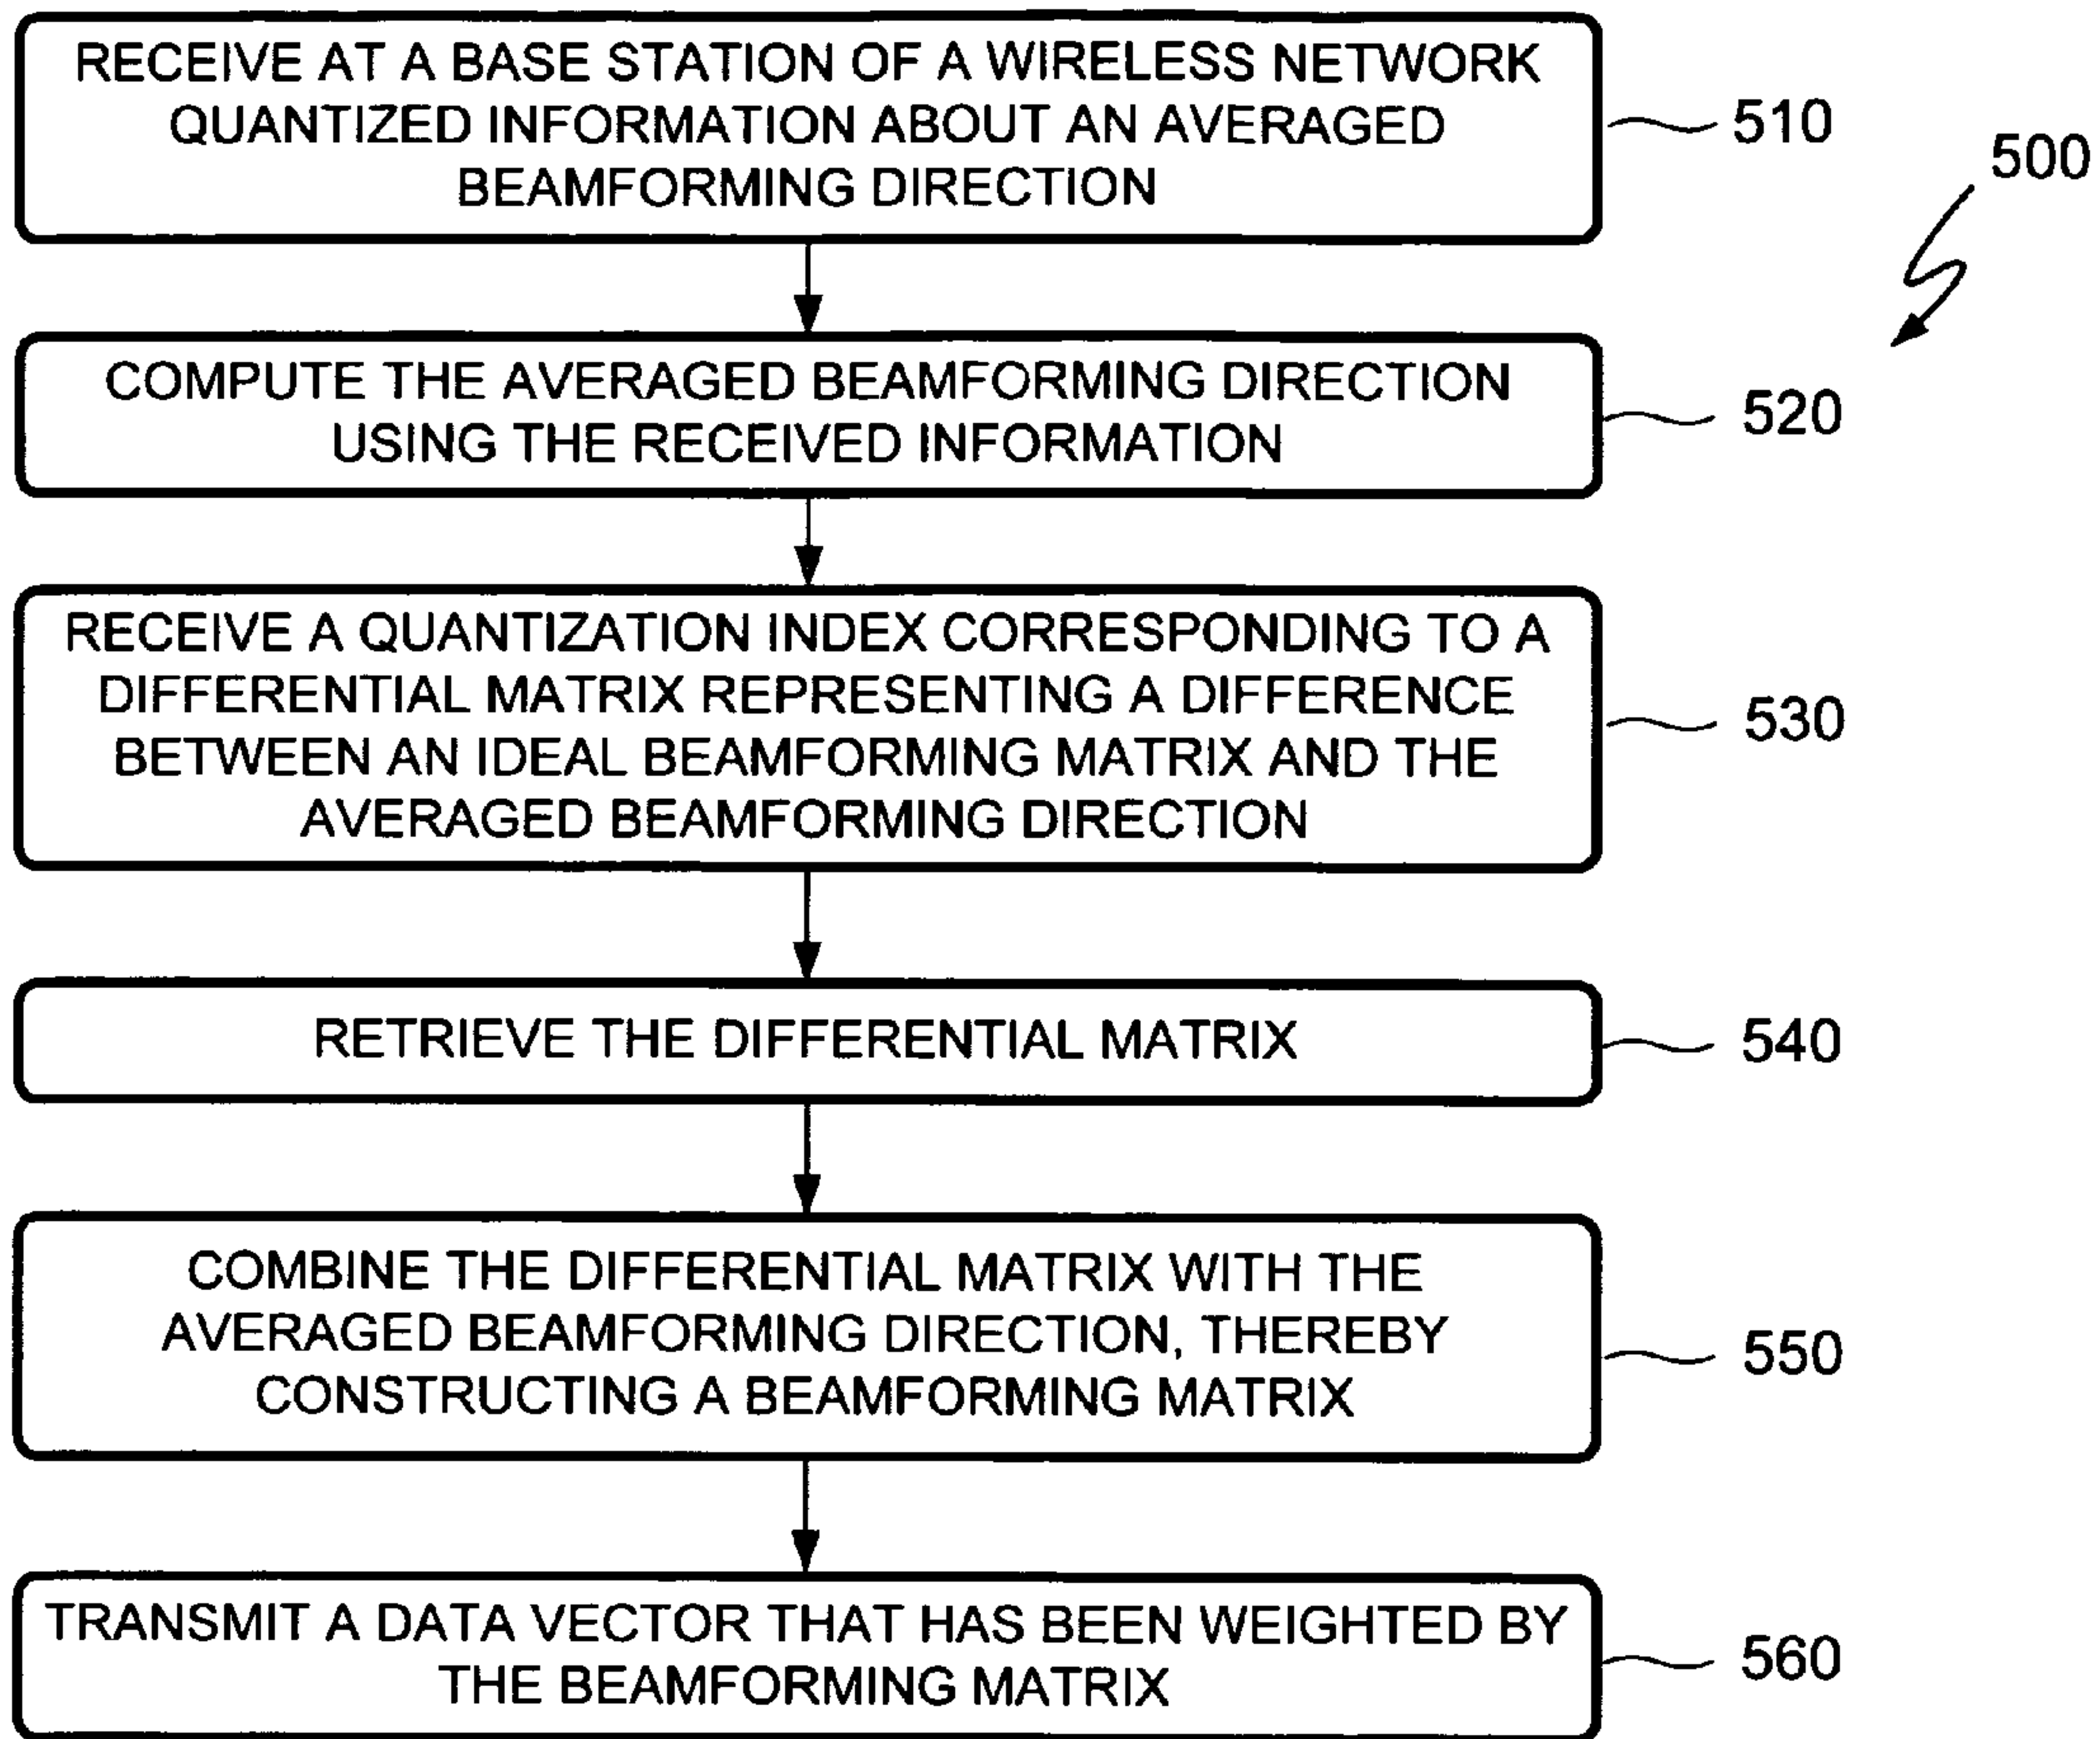 RECEIVE AT A BASE STATION OF A WIRELESS NETWORK
QUANTIZED INFORMATION ABOUT AN AVERAGED
BEAMFORMING DIRECTION
510
500
COMPUTE THE AVERAGED BEAMFORMING DIRECTION
USING THE RECEIVED INFORMATION
520
RECEIVE A QUANTIZATION INDEX CORRESPONDING TO A
DIFFERENTIAL MATRIX REPRESENTING A DIFFERENCE
BETWEEN AN IDEAL BEAMFORMING MATRIX AND THE
AVERAGED BEAMFORMING DIRECTION
530
RETRIEVE THE DIFFERENTIAL MATRIX
540
COMBINE THE DIFFERENTIAL MATRIX WITH THE
AVERAGED BEAMFORMING DIRECTION, THEREBY
CONSTRUCTING A BEAMFORMING MATRIX
550
TRANSMIT A DATA VECTOR THAT HAS BEEN WEIGHTED BY
THE BEAMFORMING MATRIX
560